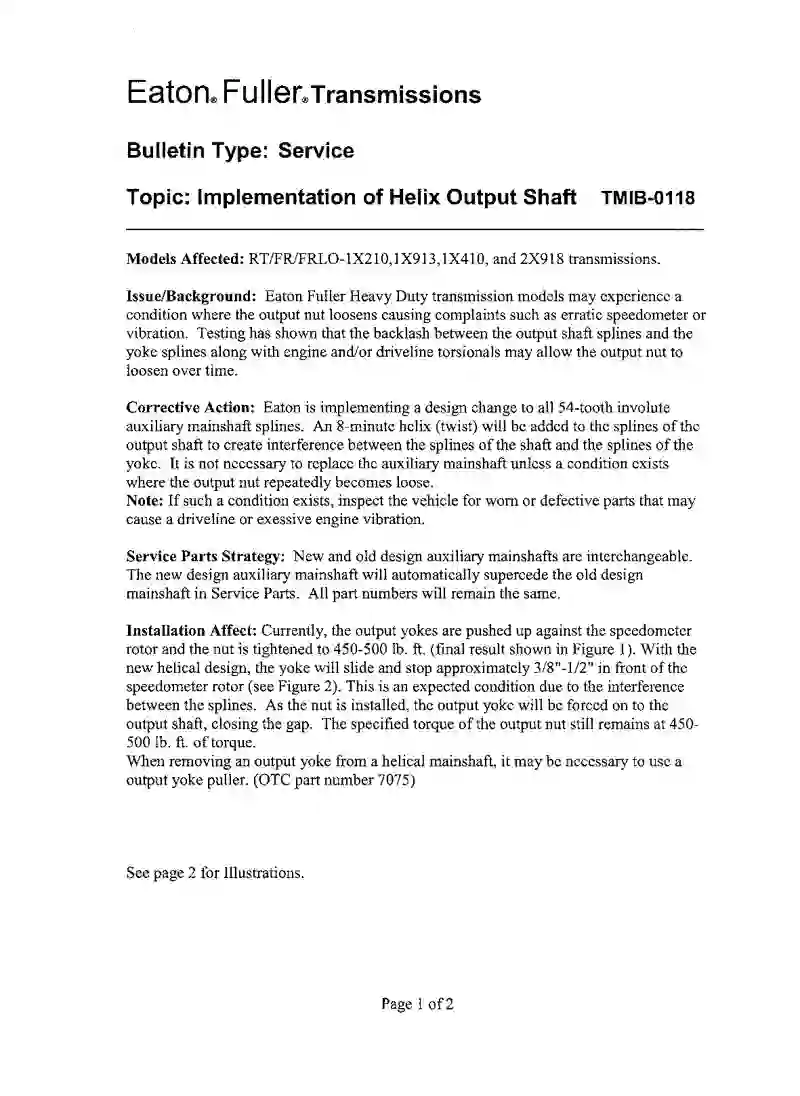 Eaton® Fuller® Transmissions
Bulletin Type: Service
Topic: Implementation of Helix Output Shaft TMIB-0118
Models Affected: RT/FR/FRLO-1X210,1X913,1X410, and 2X918 transmissions.
Issue/Background: Eaton Fuller Heavy Duty transmission models may experience a
condition where the output nut loosens causing complaints such as erratic speedometer or
vibration. Testing has shown that the backlash between the output shaft splines and the
yoke splines along with engine and/or driveline torsionals may allow the output nut to
loosen over time.
Corrective Action: Eaton is implementing a design change to all 54-tooth involute
auxiliary mainshaft splines. An 8-minute helix (twist) will be added to the splines of the
output shaft to create interference between the splines of the shaft and the splines of the
yoke. It is not necessary to replace the auxiliary mainshaft unless a condition exists
where the output nut repeatedly becomes loose.
Note: If such a condition exists, inspect the vehicle for worn or defective parts that may
cause a driveline or exessive engine vibration.
Service Parts Strategy: New and old design auxiliary mainshafts are interchangeable.
The new design auxiliary mainshaft will automatically supercede the old design
mainshaft in Service Parts. All part numbers will remain the same.
Installation Affect: Currently, the output yokes are pushed up against the speedometer
rotor and the nut is tightened to 450-500 lb. ft. (final result shown in Figure 1). With the
new helical design, the yoke will slide and stop approximately 3/8"-1/2" in front of the
speedometer rotor (see Figure 2). This is an expected condition due to the interference
between the splines. As the nut is installed, the output yoke will be forced on to the
output shaft, closing the gap. The specified torque of the output nut still remains at 450-
500 lb. ft. of torque.
When removing an output yoke from a helical mainshaft, it may be necessary to use a
output yoke puller. (OTC part number 7075)
See page 2 for Illustrations.
Page 1 of 2